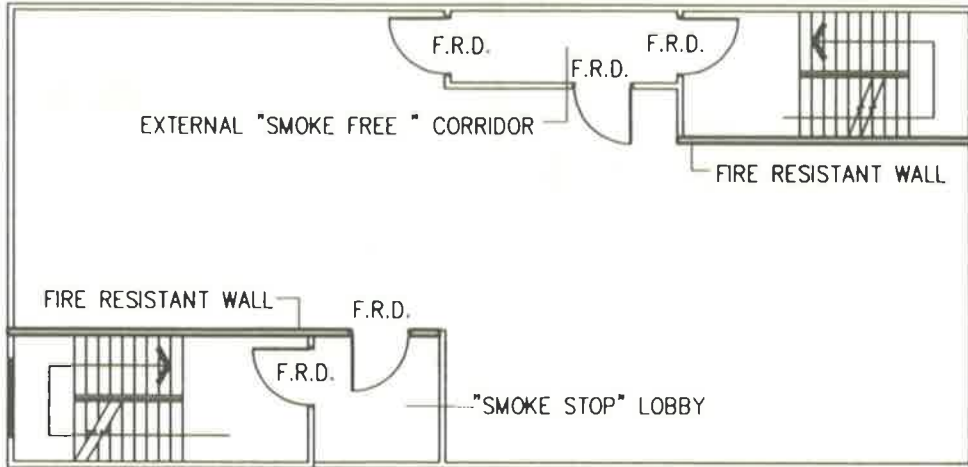 F.R.D.
F.R.D.
F.R.D.
EXTERNAL "SMOKE FREE " CORRIDOR
FIRE RESISTANT WALL
FIRE RESISTANT WALL
F.R.D.
F.R.D.
"SMOKE STOP" LOBBY